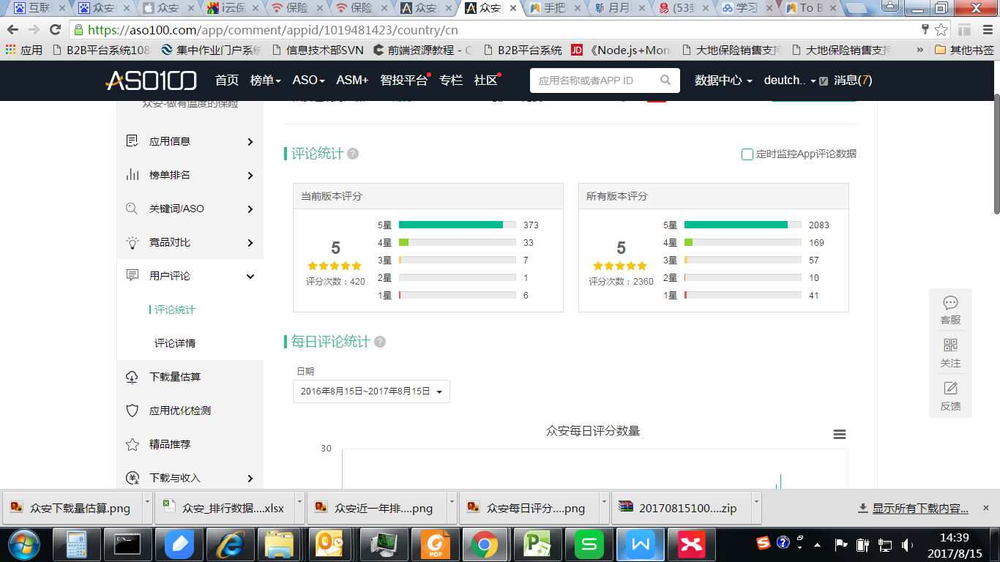 互联
众安
众安
i云保
保险
保险
众安
众安
手把
月月
(53封
学习
To B
https://aso100.com/app/comment/appid/1019481423/country/cn
应用
B2B平台系统108
集中作业门户系统
信息技术部SVN
前端资源教程 - C
B2B平台系统
《Node.js+Mon
大地保险销售支持
大地保险销售支持
»
其他书签
ASO100
首页
榜单
ASO
ASM+
智投平台
专栏
社区
应用名称或者APP ID
数据中心
deutch..
消息(7)
众安-做有温度的保险
应用信息
榜单排名
关键词/ASO
竞品对比
用户评论
评论统计
评论详情
下载量估算
应用优化检测
精品推荐
下载与收入
评论统计 ?
定时监控App评论数据
当前版本评分
5
评分次数：420
5星 373
4星 33
3星 7
2星 1
1星 6
所有版本评分
5
评分次数：2360
5星 2083
4星 169
3星 57
2星 10
1星 41
每日评论统计 ?
日期
2016年8月15日~2017年8月15日
众安每日评分数量
30
客服
关注
反馈
众安下载量估算.png
众安_排行数据....xlsx
众安近一年排....png
众安每日评分....png
20170815100....zip
显示所有下载内容...
14:39
2017/8/15